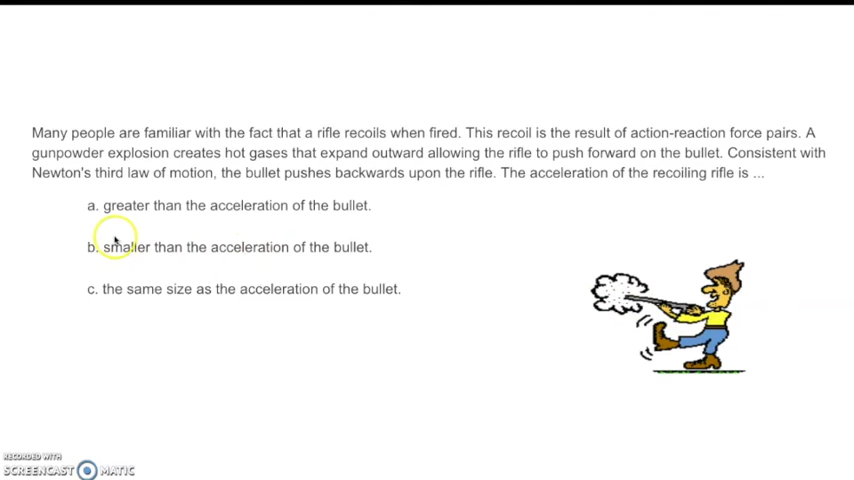 Many people are familiar with the fact that a rifle recoils when fired. This recoil is the result of action-reaction force pairs. A
gunpowder explosion creates hot gases that expand outward allowing the rifle to push forward on the bullet. Consistent with
Newton's third law of motion, the bullet pushes backwards upon the rifle. The acceleration of the recoiling rifle is ...
a. greater than the acceleration of the bullet.
b. smaller than the acceleration of the bullet.
c. the same size as the acceleration of the bullet.
RECORDED WITH
SCREENCAST MATIC